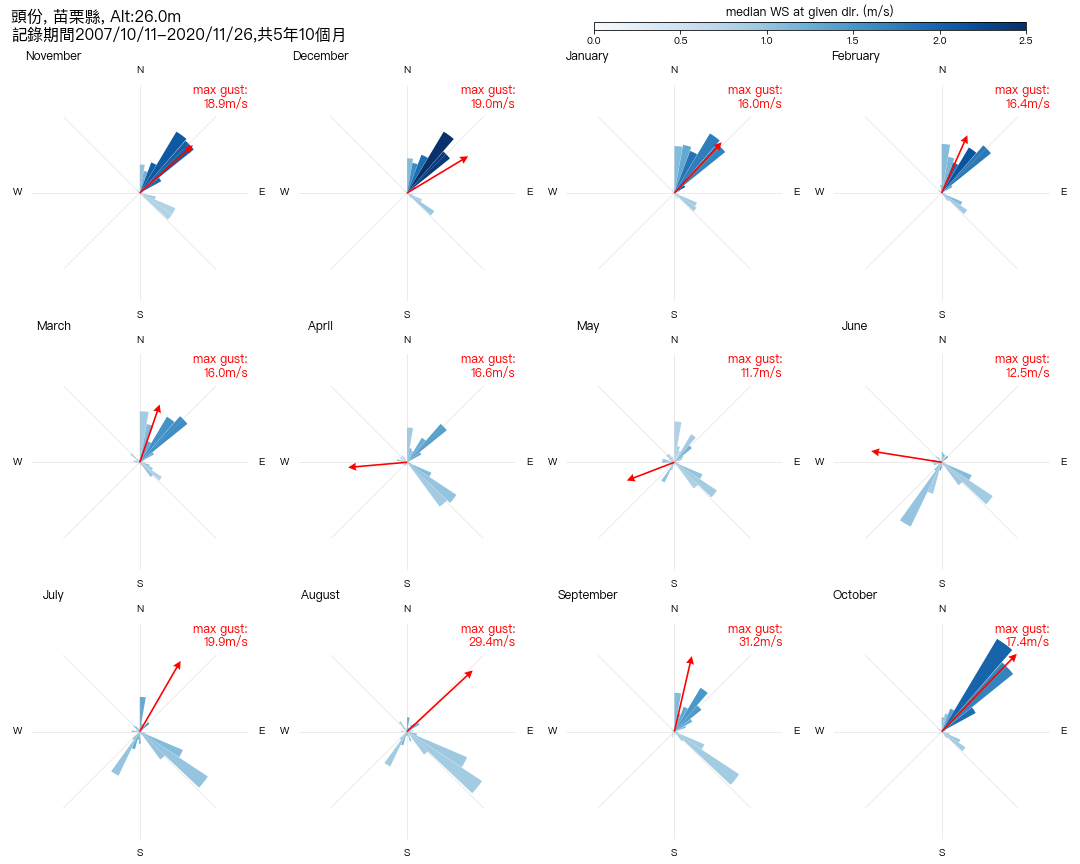 頭份, 苗栗縣, Alt:26.0m
記錄期間2007/10/11−2020/11/26,共5年10個月
median WS at given dir. (m/s)
0.0 0.5 1.0 1.5 2.0 2.5
November
N
max gust:
18.9m/s
W
E
S
December
N
max gust:
19.0m/s
W
E
S
January
N
max gust:
16.0m/s
W
E
S
February
N
max gust:
16.4m/s
W
E
S
March
N
max gust:
16.0m/s
W
E
S
April
N
max gust:
16.6m/s
W
E
S
May
N
max gust:
11.7m/s
W
E
S
June
N
max gust:
12.5m/s
W
E
S
July
N
max gust:
19.9m/s
W
E
S
August
N
max gust:
29.4m/s
W
E
S
September
N
max gust:
31.2m/s
W
E
S
October
N
max gust:
17.4m/s
W
E
S